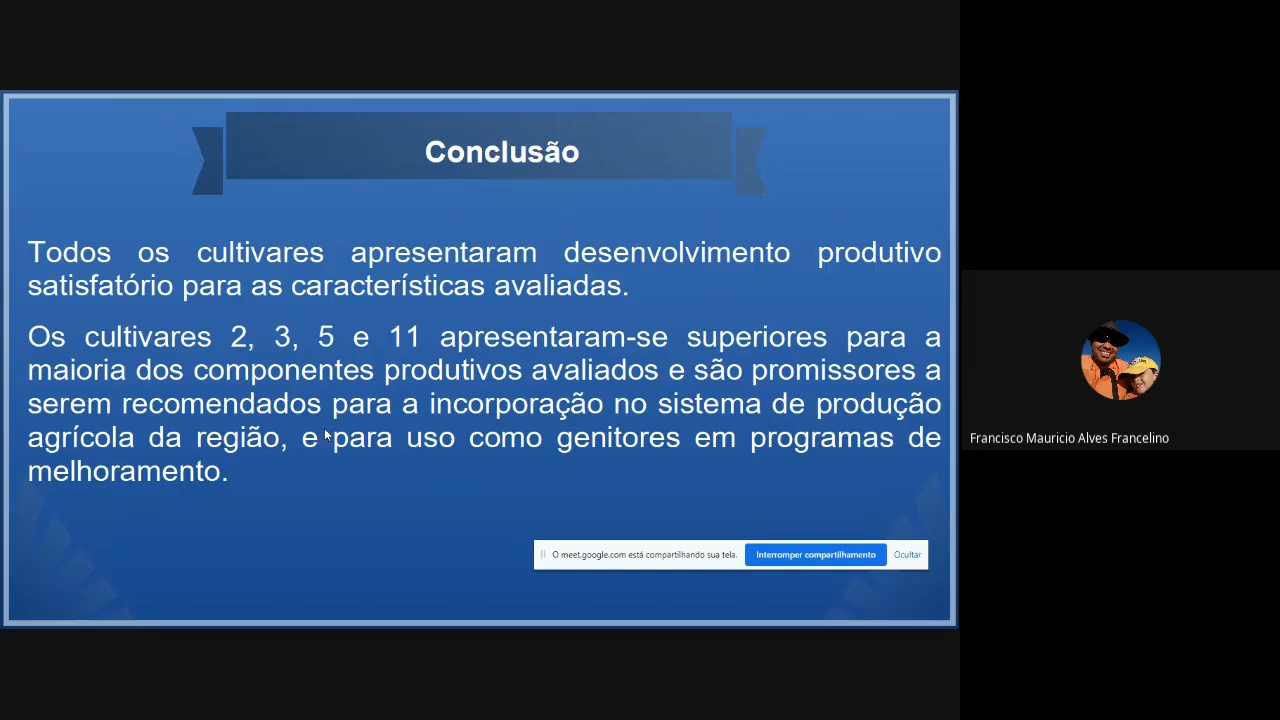 Conclusão
Todos os cultivares apresentaram desenvolvimento produtivo
satisfatório para as características avaliadas.
Os cultivares 2, 3, 5 e 11 apresentaram-se superiores para a
maioria dos componentes produtivos avaliados e são promissores a
serem recomendados para a incorporação no sistema de produção
agrícola da região, e para uso como genitores em programas de
melhoramento.
O meet.google.com está compartilhando sua tela.
Interromper compartilhamento
Ocultar
Francisco Mauricio Alves Francelino